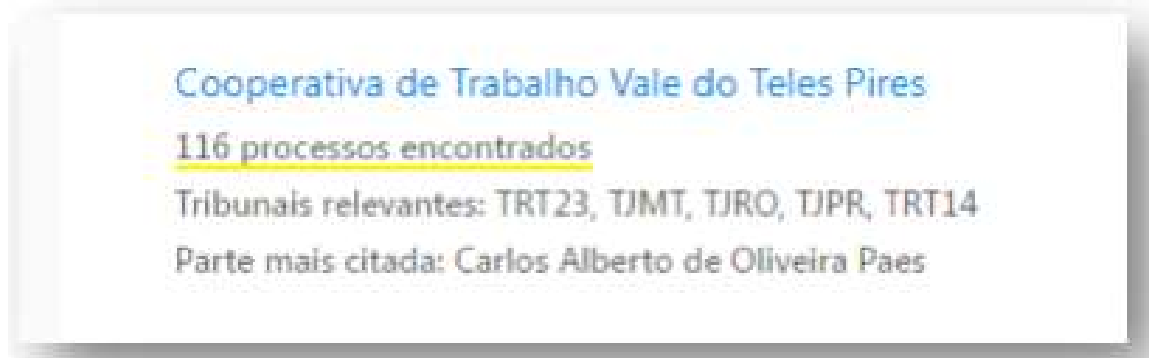 Cooperativa de Trabalho Vale do Teles Pires
116 processos encontrados
Tribunais relevantes: TRT23, TJMT, TJRO, TJPR, TRT14
Parte mais citada: Carlos Alberto de Oliveira Paes